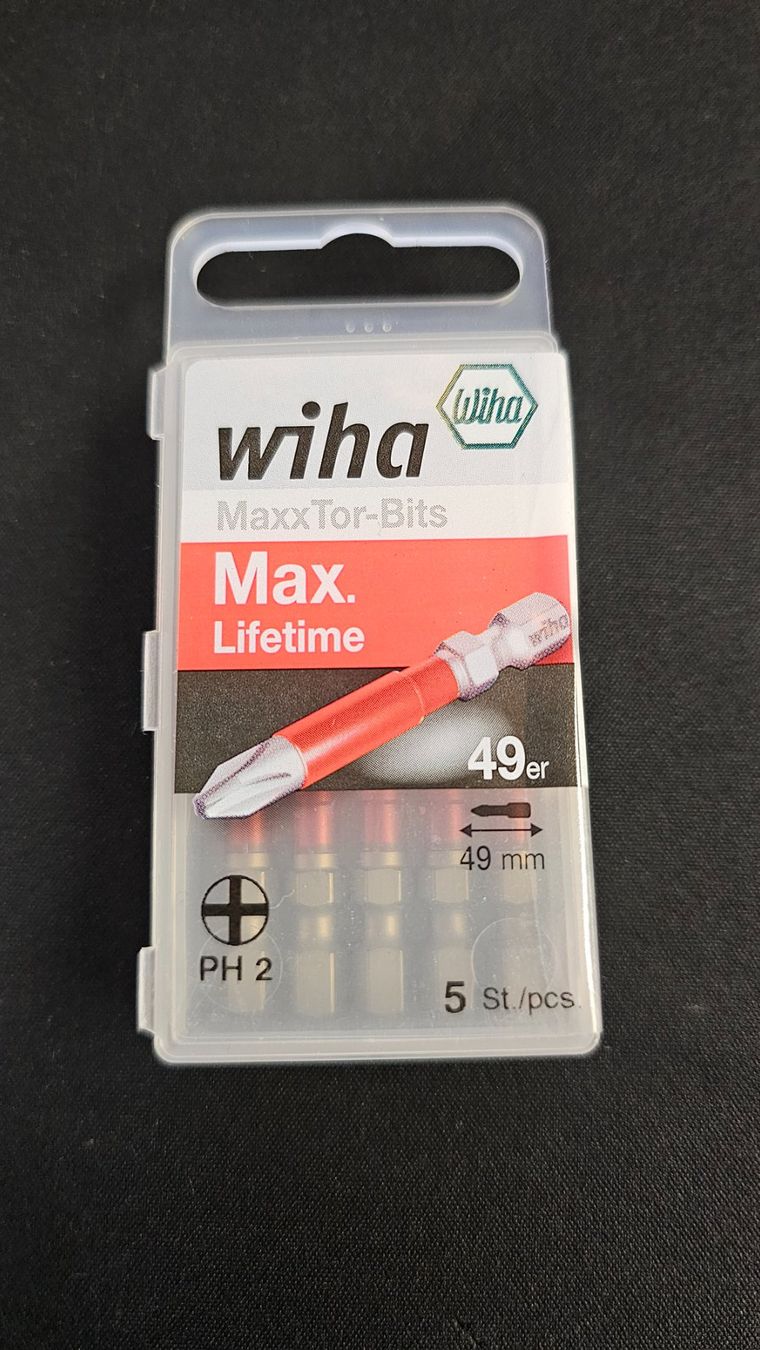 wiha
Wiha
MaxxTor-Bits
Max.
Lifetime
wiha
49er
49 mm
PH 2
5 St./pcs.